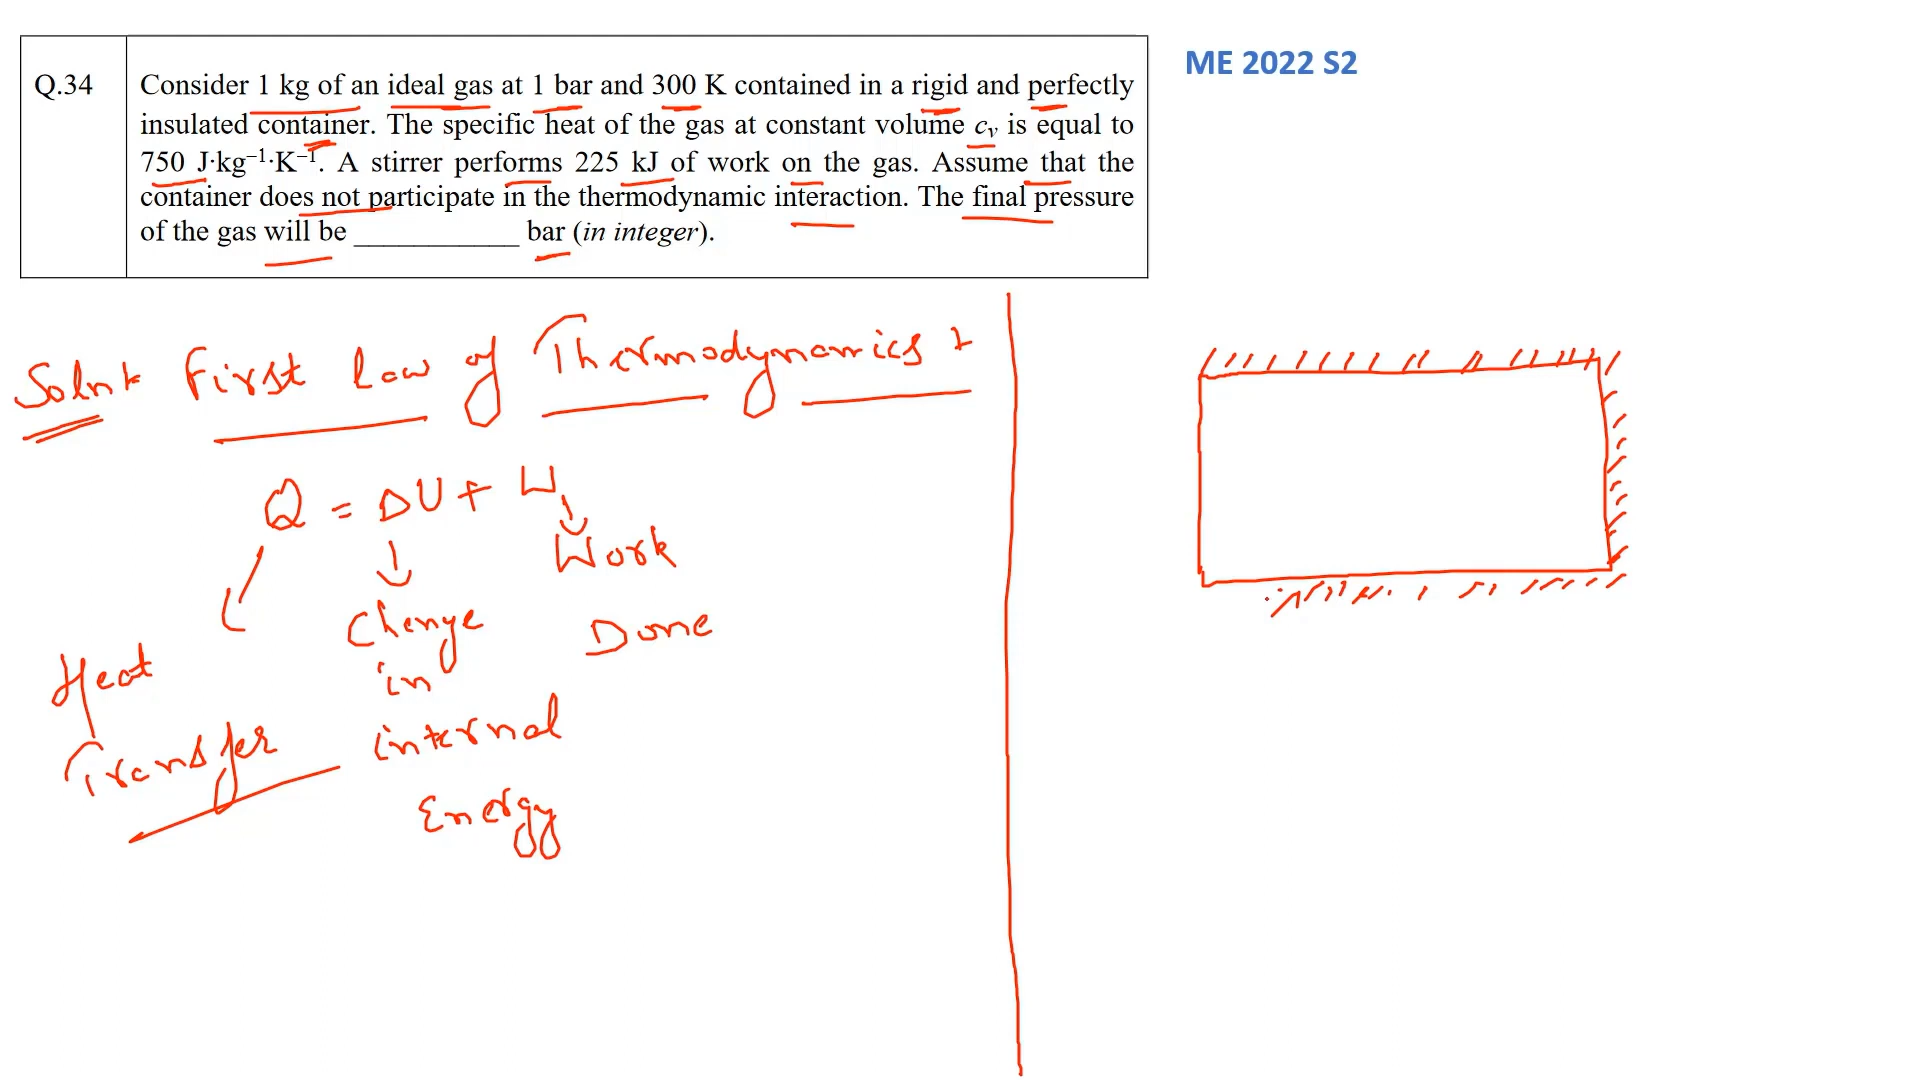 Q.34
Consider 1 kg of an ideal gas at 1 bar and 300 K contained in a rigid and perfectly
insulated container. The specific heat of the gas at constant volume cᵥ is equal to
750 J·kg⁻¹·K⁻¹. A stirrer performs 225 kJ of work on the gas. Assume that the
container does not participate in the thermodynamic interaction. The final pressure
of the gas will be ____________ bar (in integer).
ME 2022 S2
First Law of Thermodynamics
Q = ΔU + W
Heat
Transfer
Change
in
internal
Energy
Work
Done